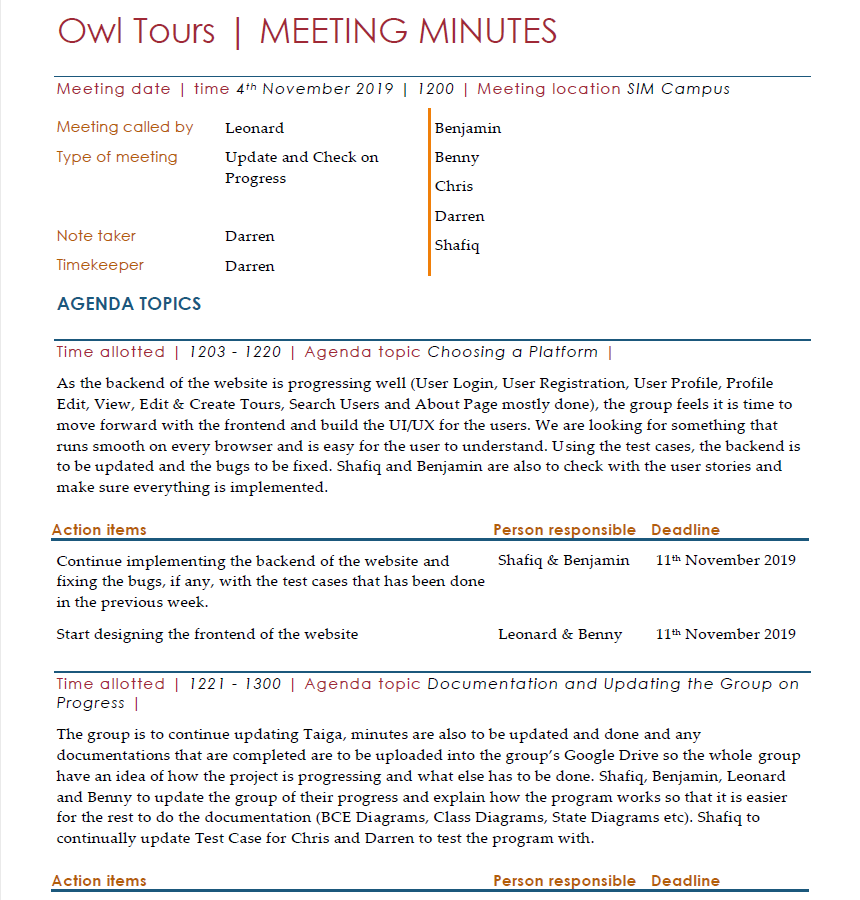 Owl Tours | MEETING MINUTES
Meeting date | time 4th November 2019 | 1200 | Meeting location SIM Campus
Meeting called by Leonard
Type of meeting Update and Check on
Progress
Note taker Darren
Timekeeper Darren
Benjamin
Benny
Chris
Darren
Shafiq
AGENDA TOPICS
Time allotted | 1203 - 1220 | Agenda topic Choosing a Platform |
As the backend of the website is progressing well (User Login, User Registration, User Profile, Profile
Edit, View, Edit & Create Tours, Search Users and About Page mostly done), the group feels it is time to
move forward with the frontend and build the UI/UX for the users. We are looking for something that
runs smooth on every browser and is easy for the user to understand. Using the test cases, the backend is
to be updated and the bugs to be fixed. Shafiq and Benjamin are also to check with the user stories and
make sure everything is implemented.
Action items Person responsible Deadline
Continue implementing the backend of the website and Shafiq & Benjamin 11th November 2019
fixing the bugs, if any, with the test cases that has been done
in the previous week.
Start designing the frontend of the website Leonard & Benny 11th November 2019
Time allotted | 1221 - 1300 | Agenda topic Documentation and Updating the Group on
Progress |
The group is to continue updating Taiga, minutes are also to be updated and done and any
documentations that are completed are to be uploaded into the group's Google Drive so the whole group
have an idea of how the project is progressing and what else has to be done. Shafiq, Benjamin, Leonard
and Benny to update the group of their progress and explain how the program works so that it is easier
for the rest to do the documentation (BCE Diagrams, Class Diagrams, State Diagrams etc). Shafiq to
continually update Test Case for Chris and Darren to test the program with.
Action items Person responsible Deadline